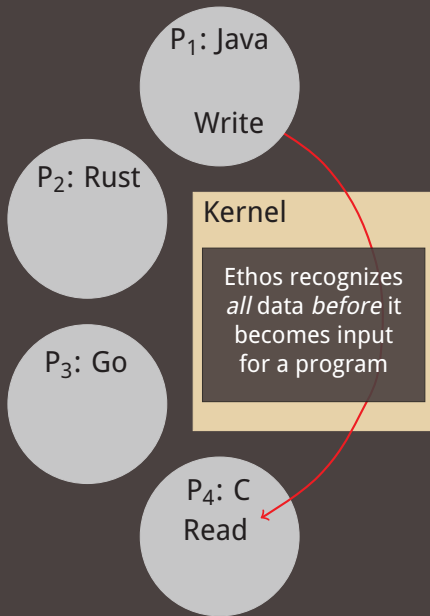 P₁: Java
Write
P₂: Rust
Kernel
Ethos recognizes
all data before it
becomes input
for a program
P₃: Go
P₄: C
Read